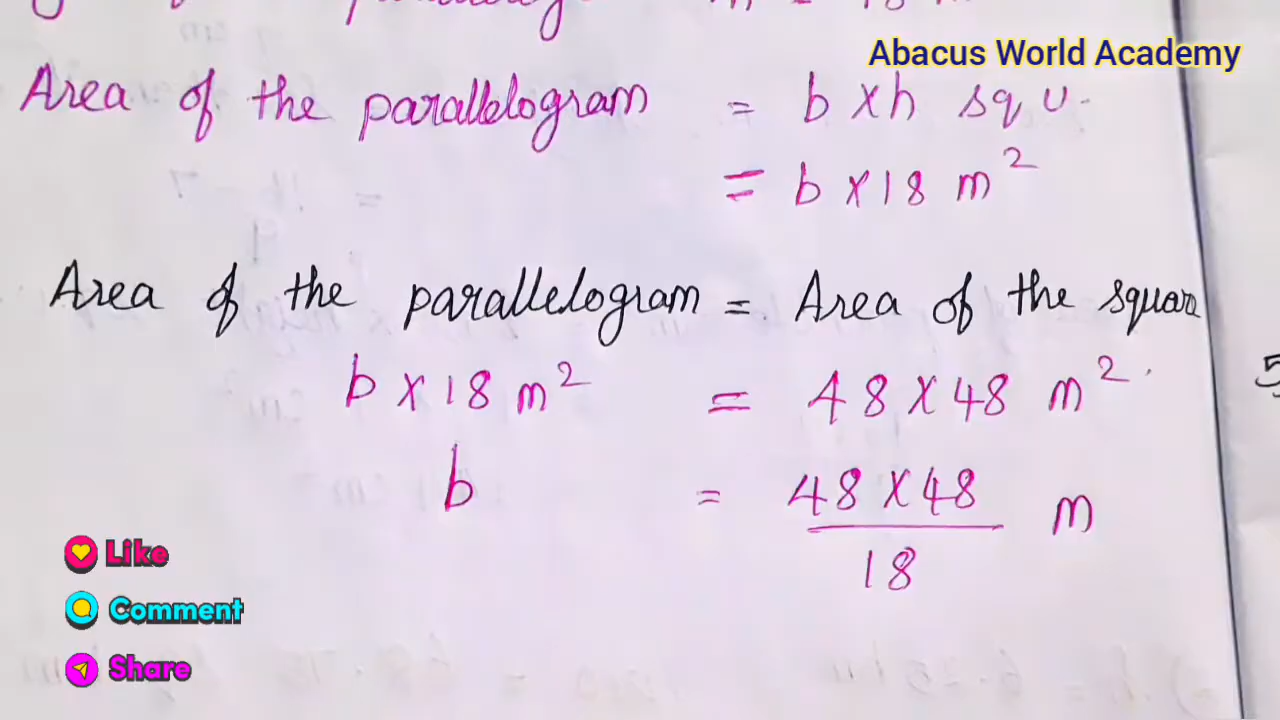 Abacus World Academy
Area of the parallelogram = b x h squ.
= b x 18 m²
Area of the parallelogram = Area of the square
b x 18 m² = 48 x 48 m²
b = 48 x 48 / 18 m
Like
Comment
Share